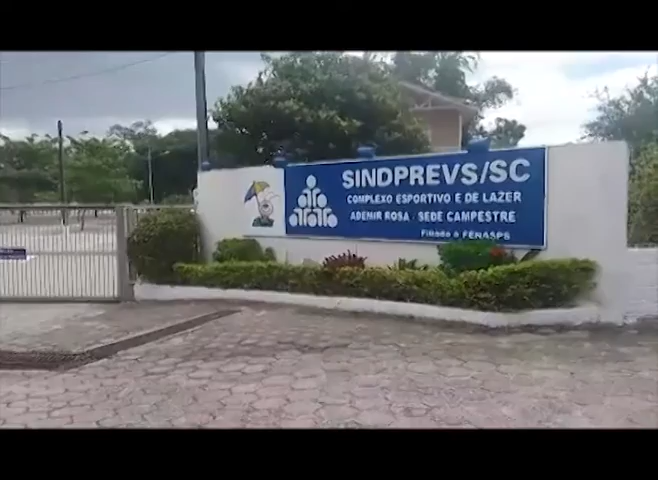 SINDPREVS/SC
COMPLEXO ESPORTIVO E DE LAZER
ADENIR ROSA - SEDE CAMPESTRE
Filiado a FENASPS